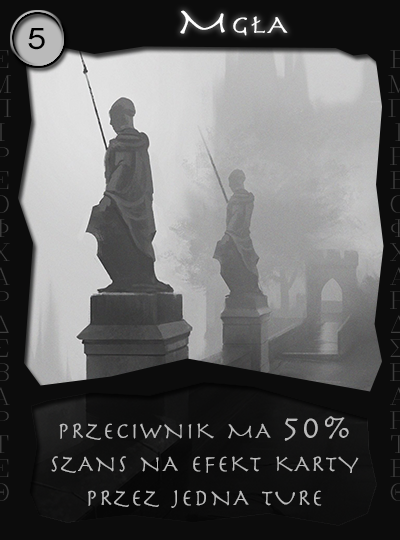 5
Mgła
PRZECIWNIK MA 50%
SZANS NA EFEKT KARTY
PRZEZ JEDNA TURE